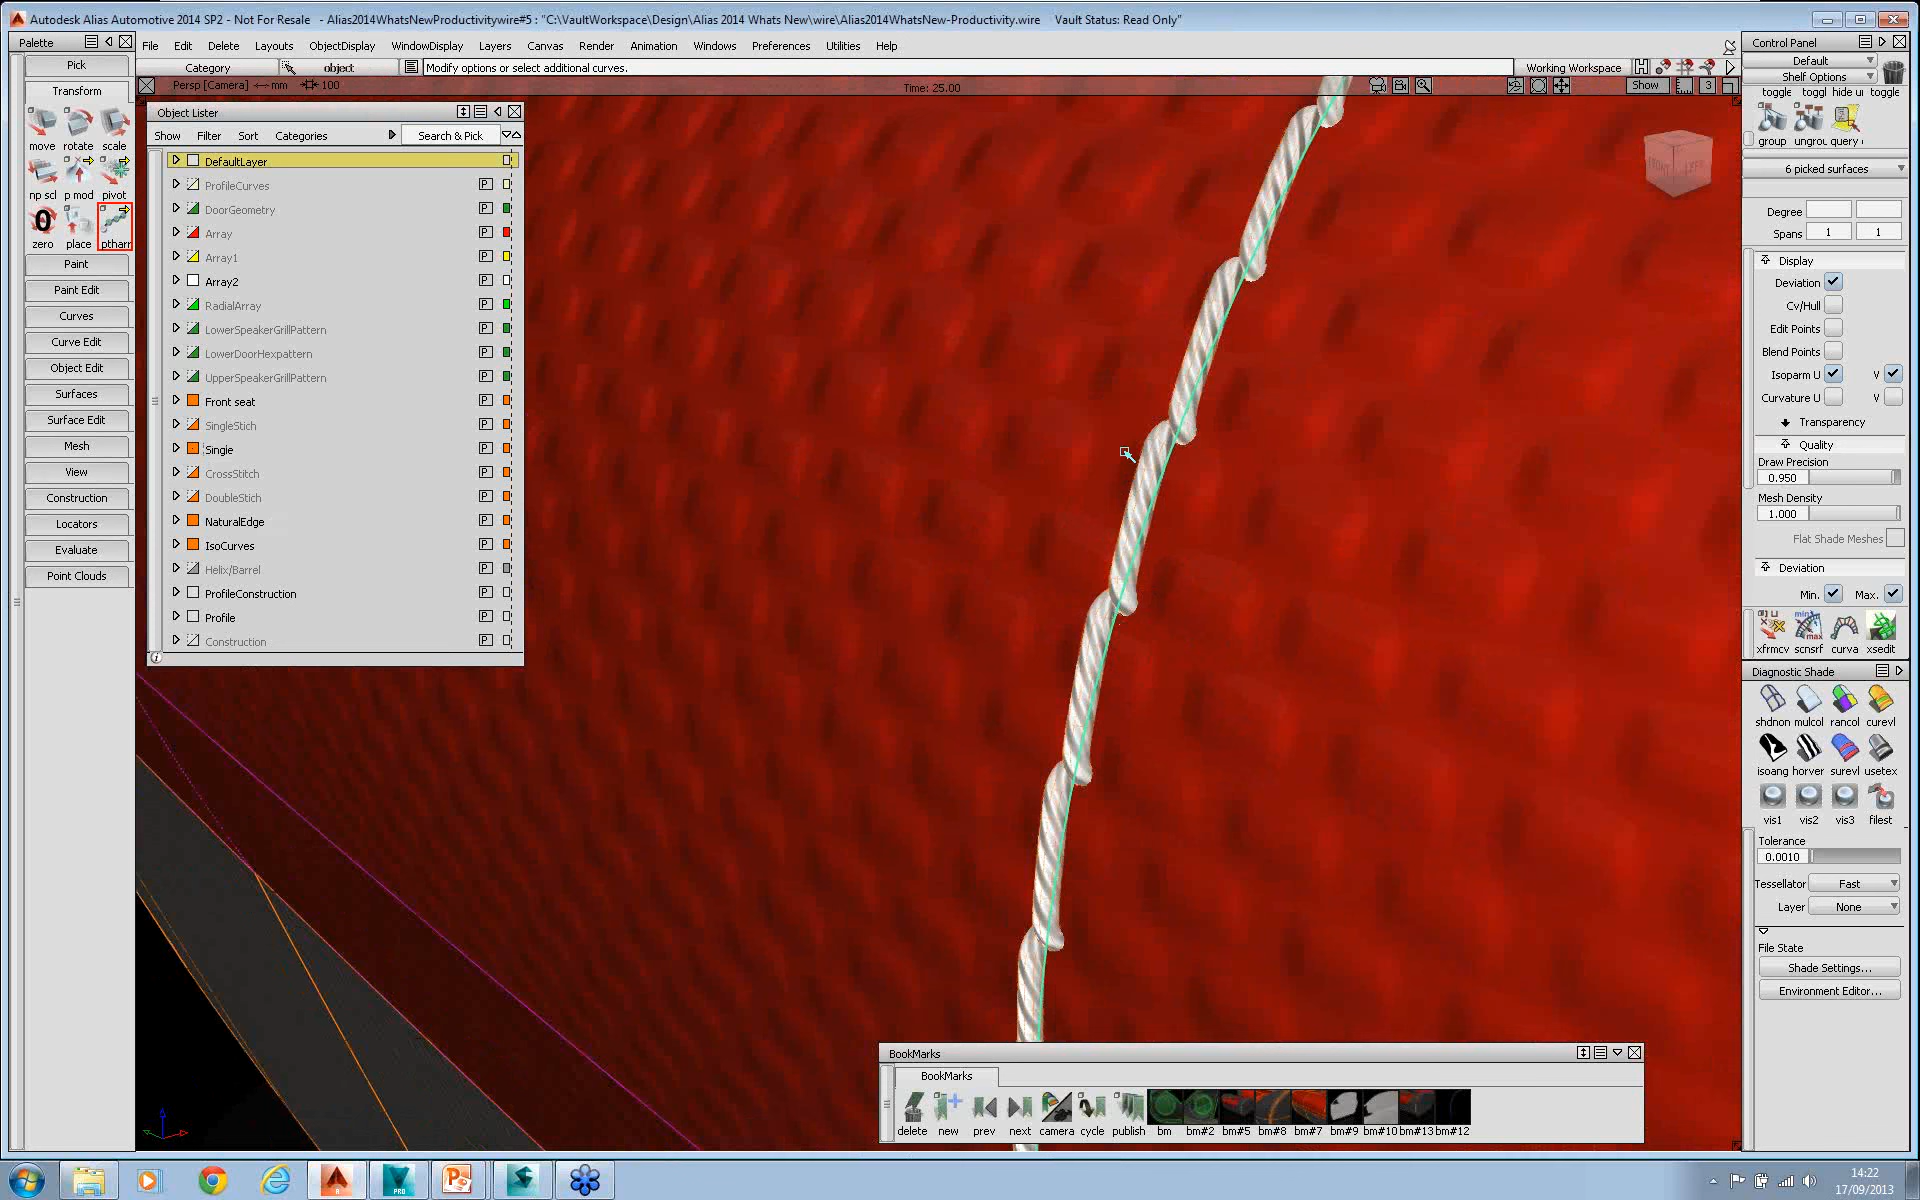 Autodesk Alias Automotive 2014 SP2 - Not For Resale   - Alias2014WhatsNewProductivitywire#5 : "C:\VaultWorkspace\Design\Alias 2014 Whats New\wire\Alias2014WhatsNew-Productivity.wire    Vault Status: Read Only"
Palette
File Edit Delete Layouts ObjectDisplay WindowDisplay Layers Canvas Render Animation Windows Preferences Utilities Help
Control Panel
Pick
Category object Modify options or select additional curves. Working Workspace
Default
Shelf Options
Transform
Persp [Camera] mm 100 Time: 25.00 Show 3
toggle toggl hide u toggle
move rotate scale
np scl p mod pivot
zero place ptharr
Paint
Paint Edit
Curves
Curve Edit
Object Edit
Surfaces
Surface Edit
Mesh
View
Construction
Locators
Evaluate
Point Clouds
Object Lister
Show Filter Sort Categories Search & Pick
DefaultLayer
ProfileCurves P
DoorGeometry P
Array P
Array1 P
Array2 P
RadialArray P
LowerSpeakerGrillPattern P
LowerDoorHexpattern P
UpperSpeakerGrillPattern P
Front seat P
SingleStich P
Single P
CrossStitch P
DoubleStich P
NaturalEdge P
IsoCurves P
Helix/Barrel P
ProfileConstruction P
Profile P
Construction P
FRONT LEFT
group ungrou query
6 picked surfaces
Degree
Spans 1 1
Display
Deviation
Cv/Hull
Edit Points
Blend Points
Isoparm U V
Curvature U V
Transparency
Quality
Draw Precision
0.950
Mesh Density
1.000
Flat Shade Meshes
Deviation
Min. Max.
xfrmcv scnsrf curva xsedit
Diagnostic Shade
shdnon mulcol rancol curevl
isoang horver surevl usetex
vis1 vis2 vis3 filest
Tolerance
0.0010
Tessellator Fast
Layer None
File State
Shade Settings...
Environment Editor...
BookMarks
BookMarks
delete new prev next camera cycle publish bm bm#2 bm#5 bm#8 bm#7 bm#9 bm#10 bm#13 bm#12
14:22
17/09/2013